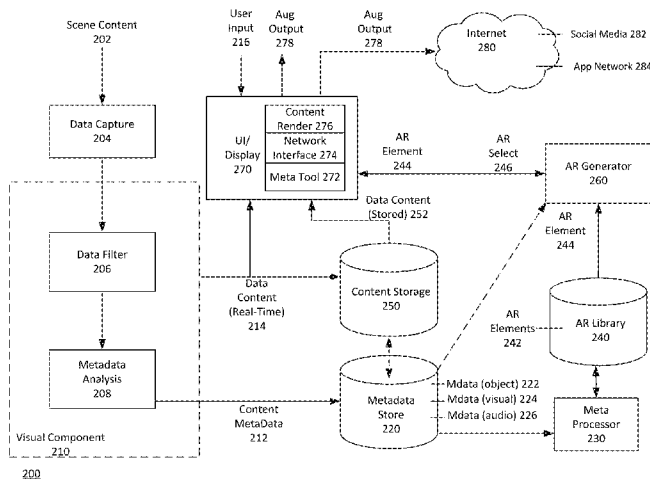 Scene Content
202
User
Input
216
Aug
Output
278
Aug
Output
278
Internet
280
Social Media 282
App Network 284
Data Capture
204
UI/
Display
270
Content
Render 276
Network
Interface 274
Meta Tool 272
AR
Element
244
AR
Select
246
AR Generator
260
Data Filter
206
Data Content
(Stored) 252
AR
Element
244
Data
Content
(Real-Time)
214
Content Storage
250
AR
Elements
242
AR Library
240
Metadata
Analysis
208
Content
MetaData
212
Metadata
Store
220
Mdata (object) 222
Mdata (visual) 224
Mdata (audio) 226
Meta
Processor
230
Visual Component
210
200